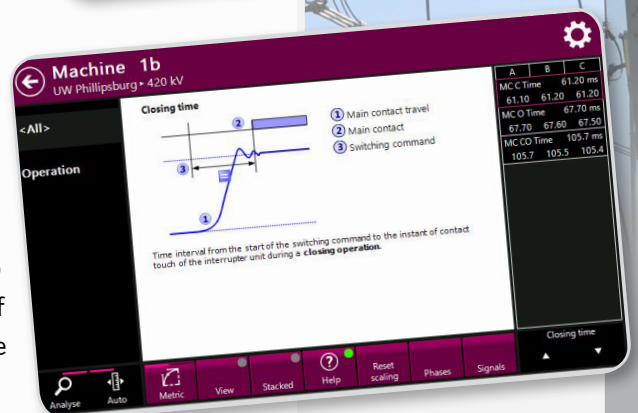 Machine 1b
UW Phillipsburg ▸ 420 kV
<All>
Operation
Closing time
2
3
1
1 Main contact travel
2 Main contact
3 Switching command
Time interval from the start of the switching command to the instant of contact
touch of the interrupter unit during a closing operation.
A B C
MC C Time 61.20 ms
61.10 61.20 61.20
MC O Time 67.70 ms
67.70 67.60 67.50
MC CO Time 105.7 ms
105.7 105.5 105.4
Closing time
Analyse
Auto
Metric
View
Stacked
? Help
Reset
scaling
Phases
Signals
f
e